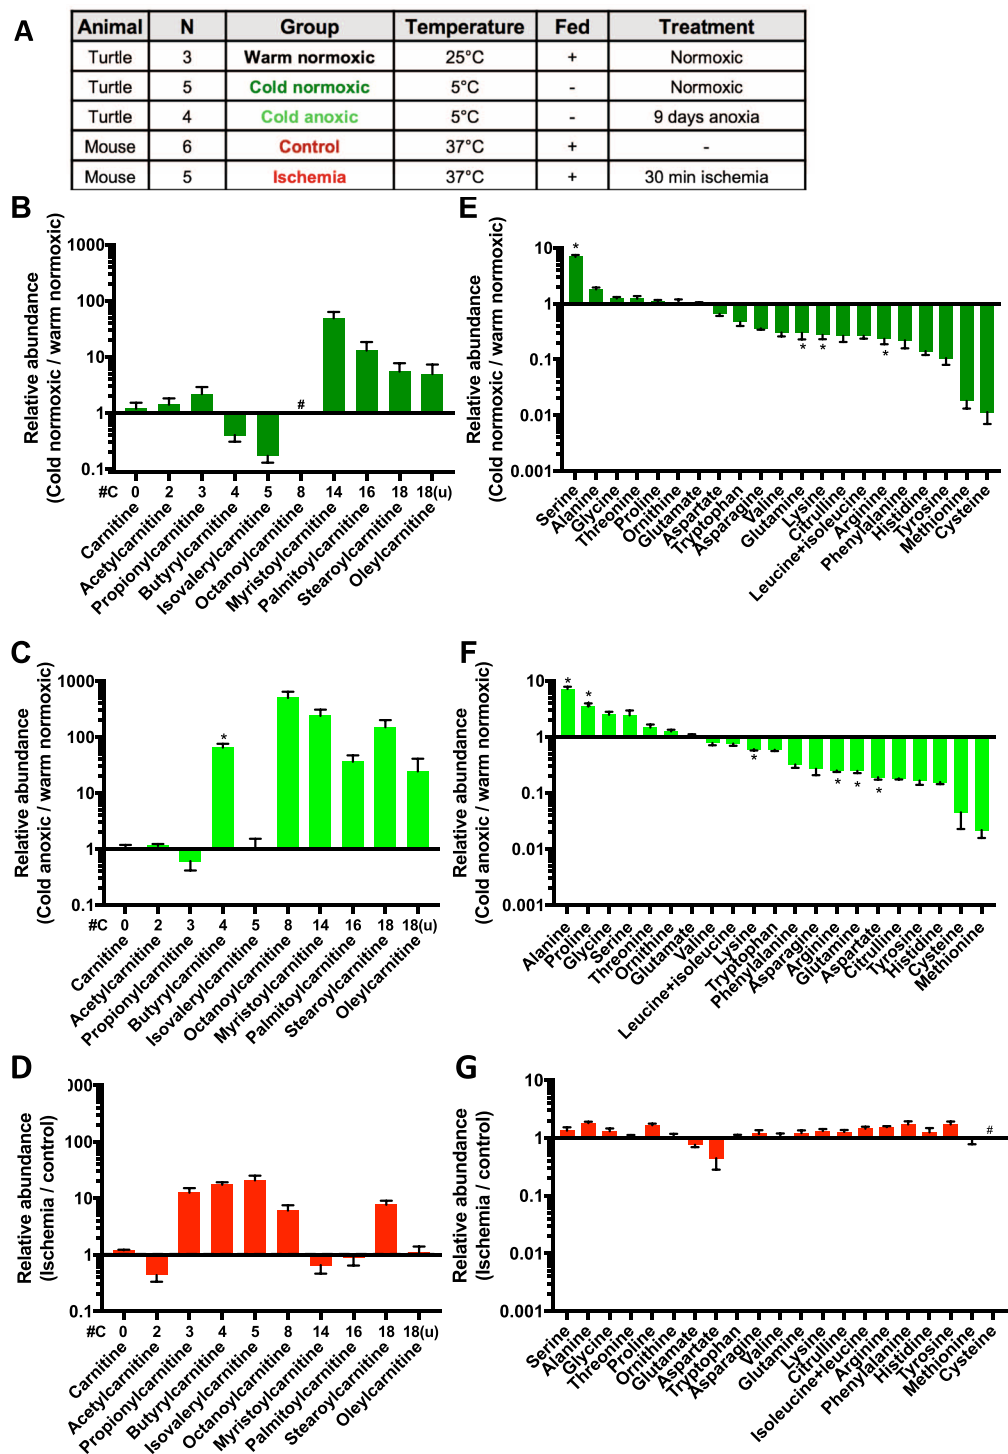 A
Animal N Group Temperature Fed Treatment
Turtle 3 Warm normoxic 25°C + Normoxic
Turtle 5 Cold normoxic 5°C - Normoxic
Turtle 4 Cold anoxic 5°C - 9 days anoxia
Mouse 6 Control 37°C + -
Mouse 5 Ischemia 37°C + 30 min ischemia
B
Relative abundance
(Cold normoxic / warm normoxic)
1000
100
10
1
0.1
#
#C 0 2 3 4 5 8 14 16 18 18(u)
Carnitine
Acetylcarnitine
Propionylcarnitine
Butyrylcarnitine
Isovalerylcarnitine
Octanoylcarnitine
Myristoylcarnitine
Palmitoylcarnitine
Stearoylcarnitine
Oleylcarnitine
E
Relative abundance
(Cold normoxic / warm normoxic)
10
1
0.1
0.01
0.001
*
* * *
Serine
Alanine
Glycine
Threonine
Proline
Ornithine
Glutamate
Aspartate
Tryptophan
Asparagine
Valine
Glutamine
Lysine
Citrulline
Leucine+isoleucine
Arginine
Phenylalanine
Histidine
Tyrosine
Methionine
Cysteine
C
Relative abundance
(Cold anoxic / warm normoxic)
1000
100
10
1
0.1
*
#C 0 2 3 4 5 8 14 16 18 18(u)
Carnitine
Acetylcarnitine
Propionylcarnitine
Butyrylcarnitine
Isovalerylcarnitine
Octanoylcarnitine
Myristoylcarnitine
Palmitoylcarnitine
Stearoylcarnitine
Oleylcarnitine
F
Relative abundance
(Cold anoxic / warm normoxic)
10
1
0.1
0.01
0.001
* *
* * * *
Alanine
Proline
Glycine
Serine
Threonine
Ornithine
Glutamate
Valine
Leucine+isoleucine
Lysine
Tryptophan
Phenylalanine
Asparagine
Arginine
Glutamine
Aspartate
Citrulline
Tyrosine
Histidine
Cysteine
Methionine
D
Relative abundance
(Ischemia / control)
000
100
10
1
0.1
#C 0 2 3 4 5 8 14 16 18 18(u)
Carnitine
Acetylcarnitine
Propionylcarnitine
Butyrylcarnitine
Isovalerylcarnitine
Octanoylcarnitine
Myristoylcarnitine
Palmitoylcarnitine
Stearoylcarnitine
Oleylcarnitine
G
Relative abundance
(Ischemia / control)
10
1
0.1
0.01
0.001
#
Serine
Alanine
Glycine
Threonine
Proline
Ornithine
Glutamate
Aspartate
Tryptophan
Asparagine
Valine
Glutamine
Lysine
Citrulline
Isoleucine+leucine
Arginine
Phenylalanine
Histidine
Tyrosine
Methionine
Cysteine